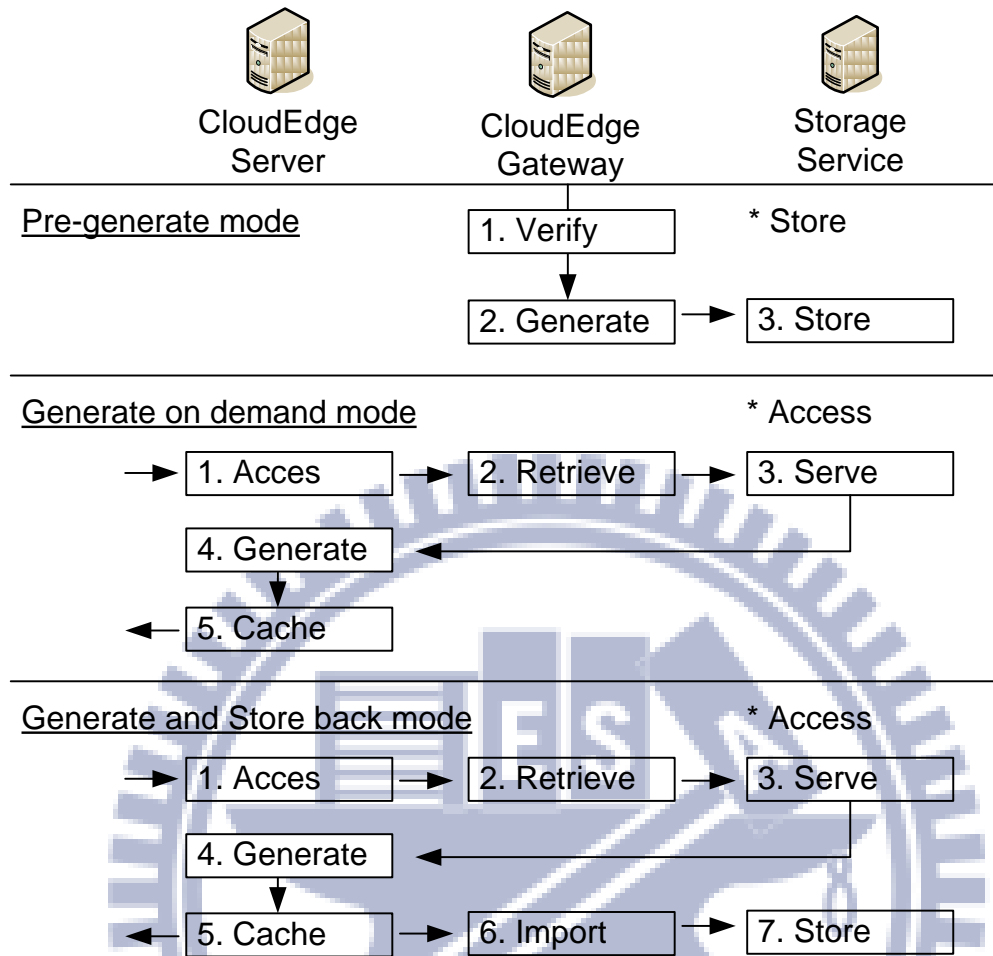 CloudEdge
Server
CloudEdge
Gateway
Storage
Service
Pre-generate mode
* Store
1. Verify
2. Generate
3. Store
Generate on demand mode
* Access
1. Acces
2. Retrieve
3. Serve
4. Generate
5. Cache
Generate and Store back mode
* Access
1. Acces
2. Retrieve
3. Serve
4. Generate
5. Cache
6. Import
7. Store
E S A